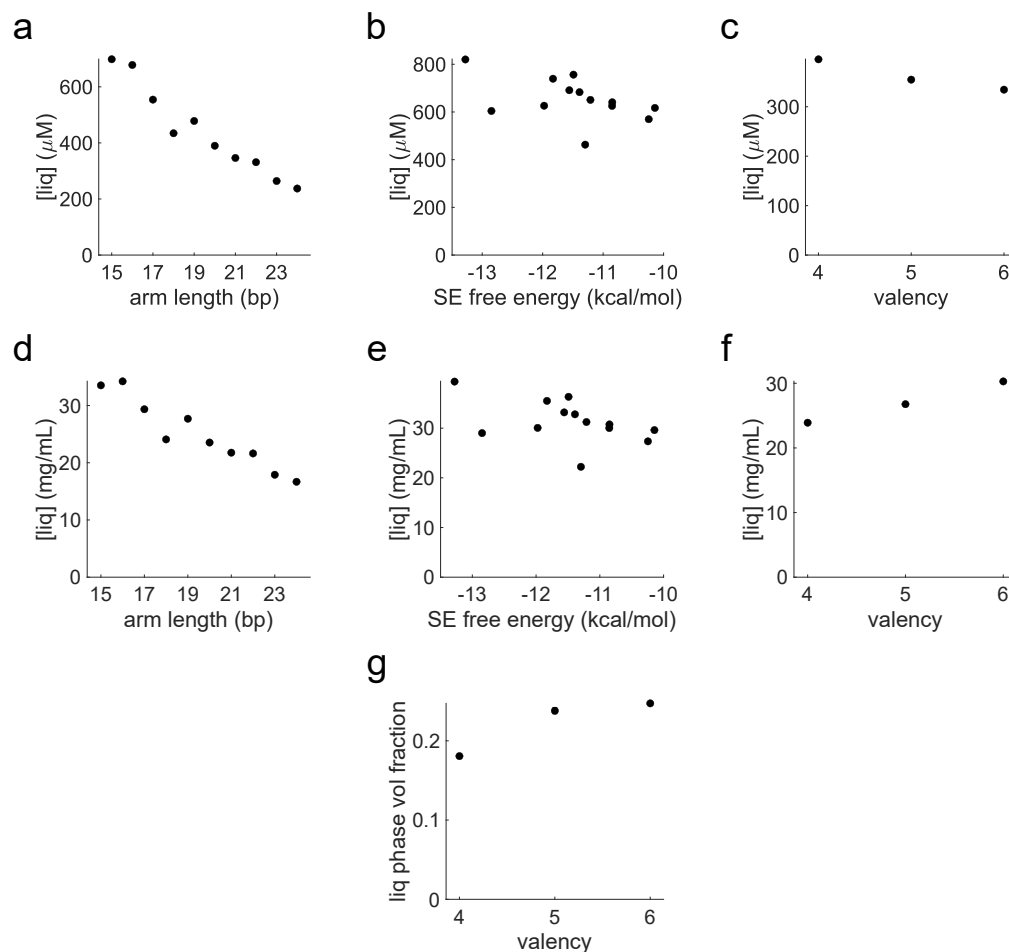 a
b
c
[liq] (μM)
600
400
200
0
15 17 19 21 23
arm length (bp)
[liq] (μM)
800
600
400
200
0
-13 -12 -11 -10
SE free energy (kcal/mol)
[liq] (μM)
300
200
100
0
4 5 6
valency
d
e
f
[liq] (mg/mL)
30
20
10
0
15 17 19 21 23
arm length (bp)
[liq] (mg/mL)
30
20
10
0
-13 -12 -11 -10
SE free energy (kcal/mol)
[liq] (mg/mL)
30
20
10
0
4 5 6
valency
g
liq phase vol fraction
0.2
0.1
0
4 5 6
valency